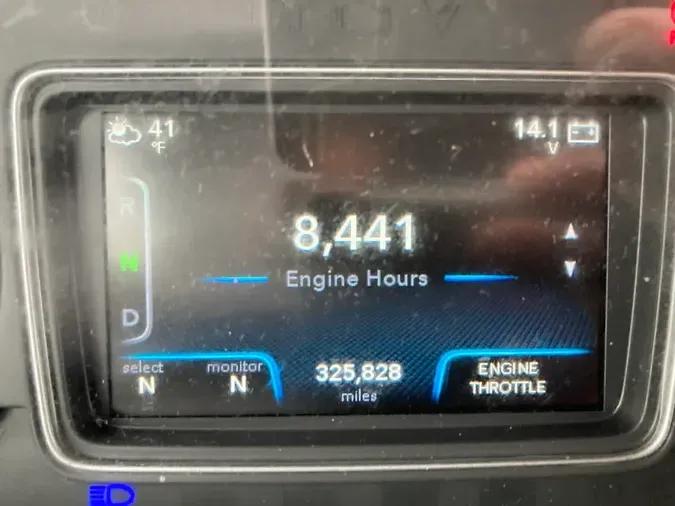 41
°F
14.1
V
R
8,441
N
Engine Hours
D
select
N
monitor
N
325,828
miles
ENGINE
THROTTLE